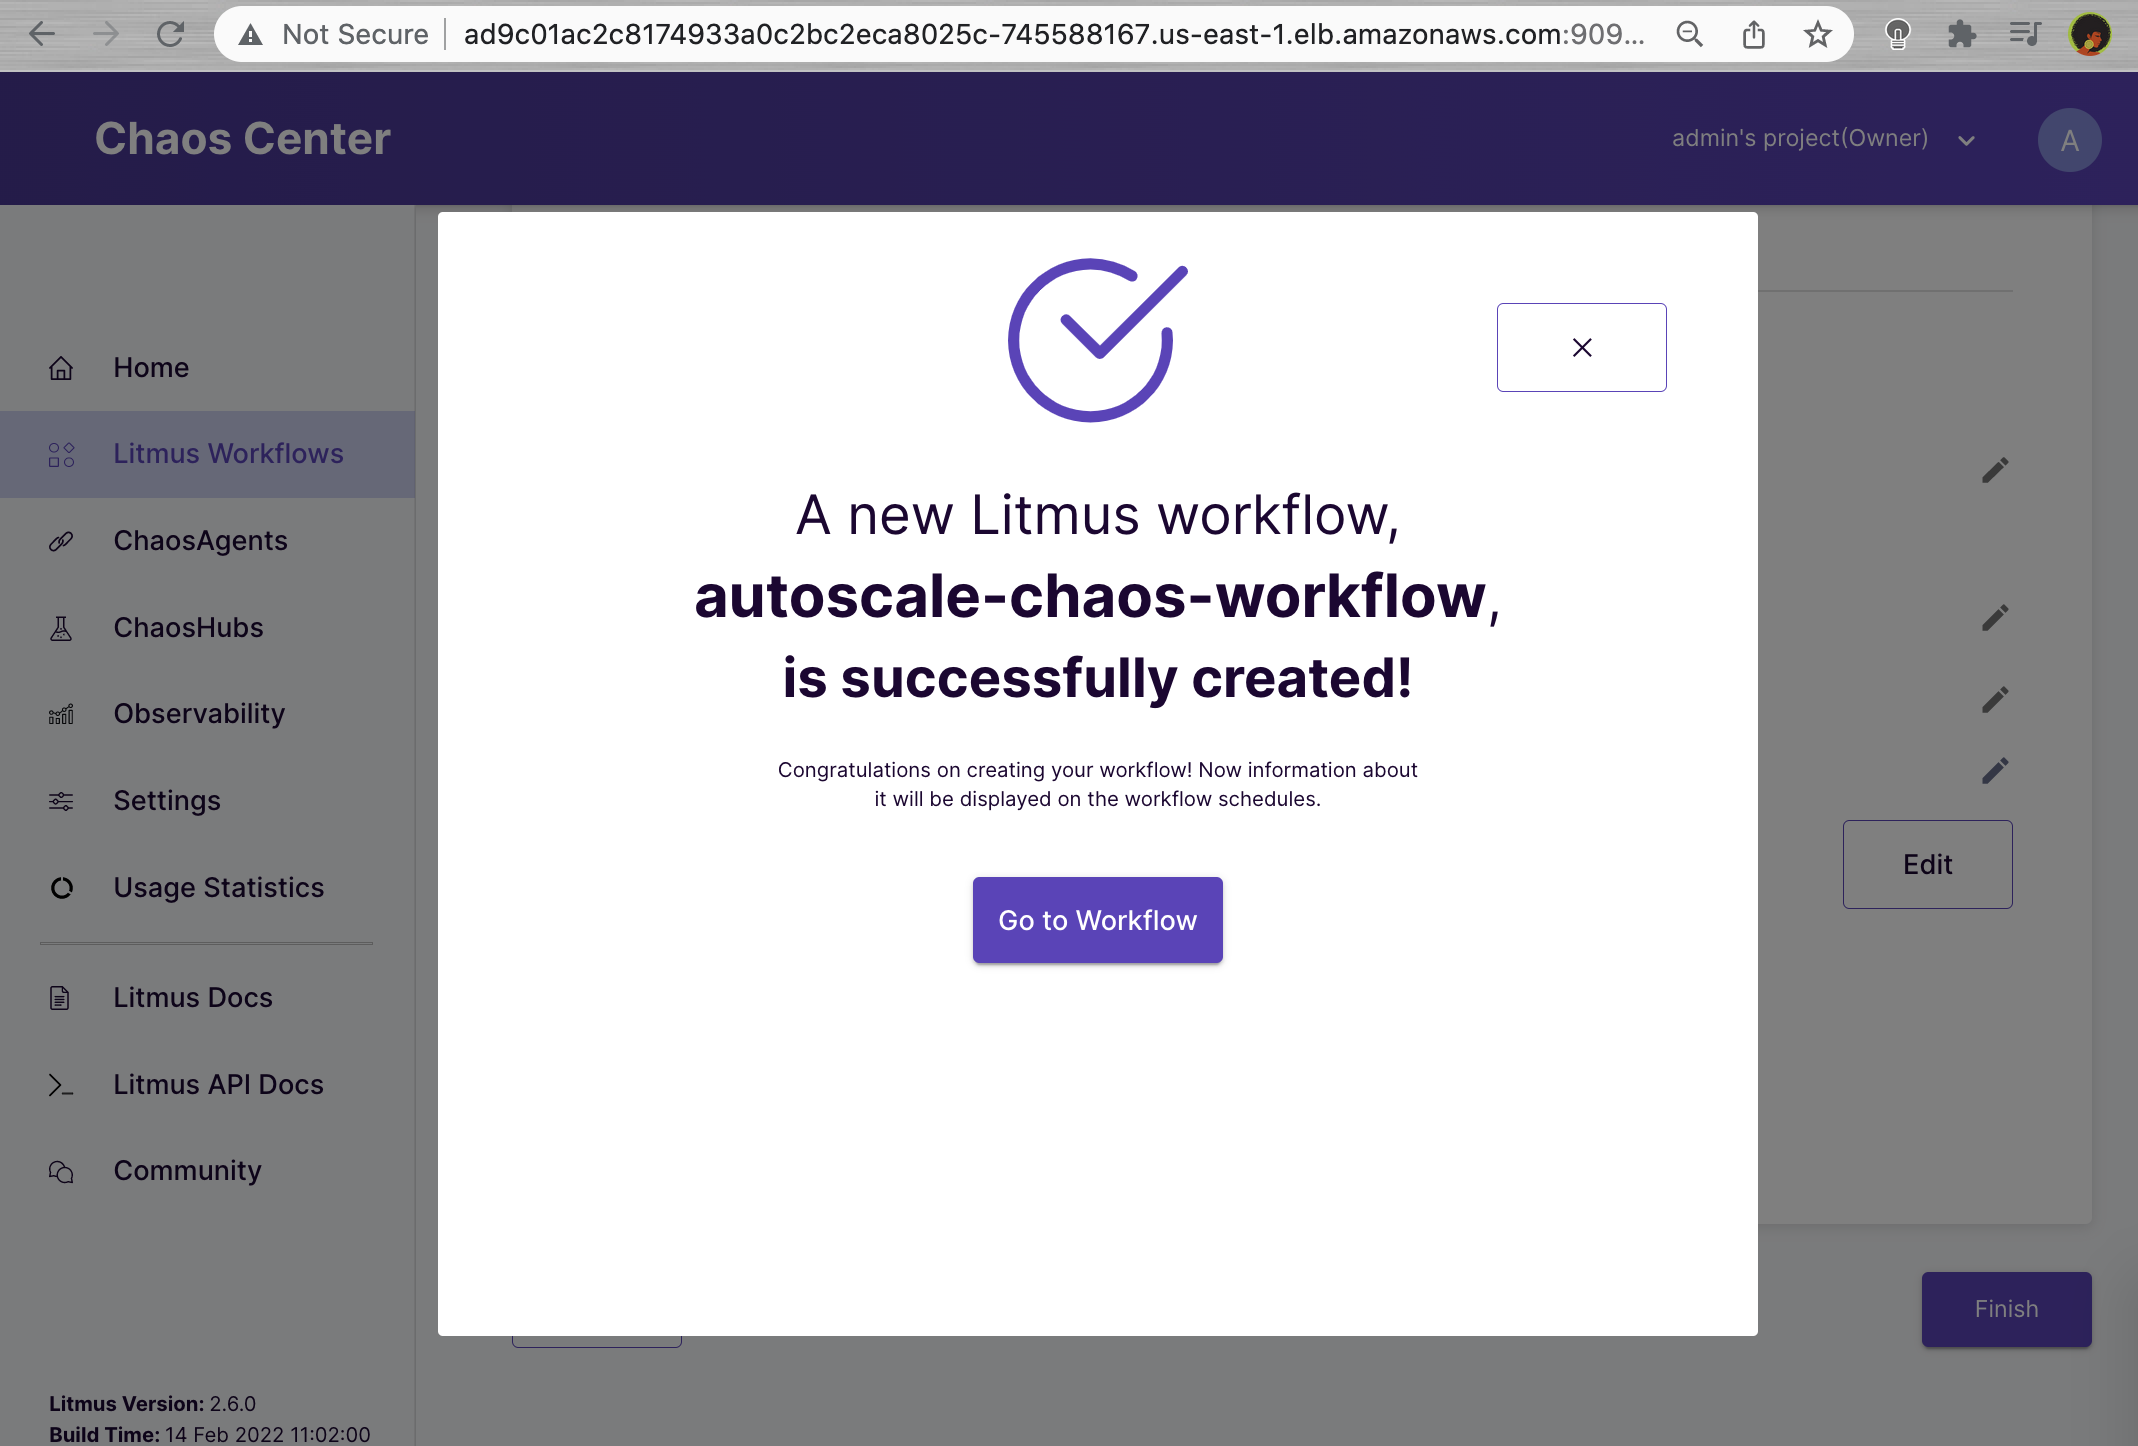 Not Secure
ad9c01ac2c8174933a0c2bc2eca8025c-745588167.us-east-1.elb.amazonaws.com:909...
Chaos Center
admin's project(Owner)
A
Home
Litmus Workflows
ChaosAgents
ChaosHubs
Observability
Settings
Usage Statistics
Litmus Docs
Litmus API Docs
Community
Litmus Version: 2.6.0
Build Time: 14 Feb 2022 11:02:00
A new Litmus workflow,
autoscale-chaos-workflow,
is successfully created!
Congratulations on creating your workflow! Now information about
it will be displayed on the workflow schedules.
Go to Workflow
Edit
Finish